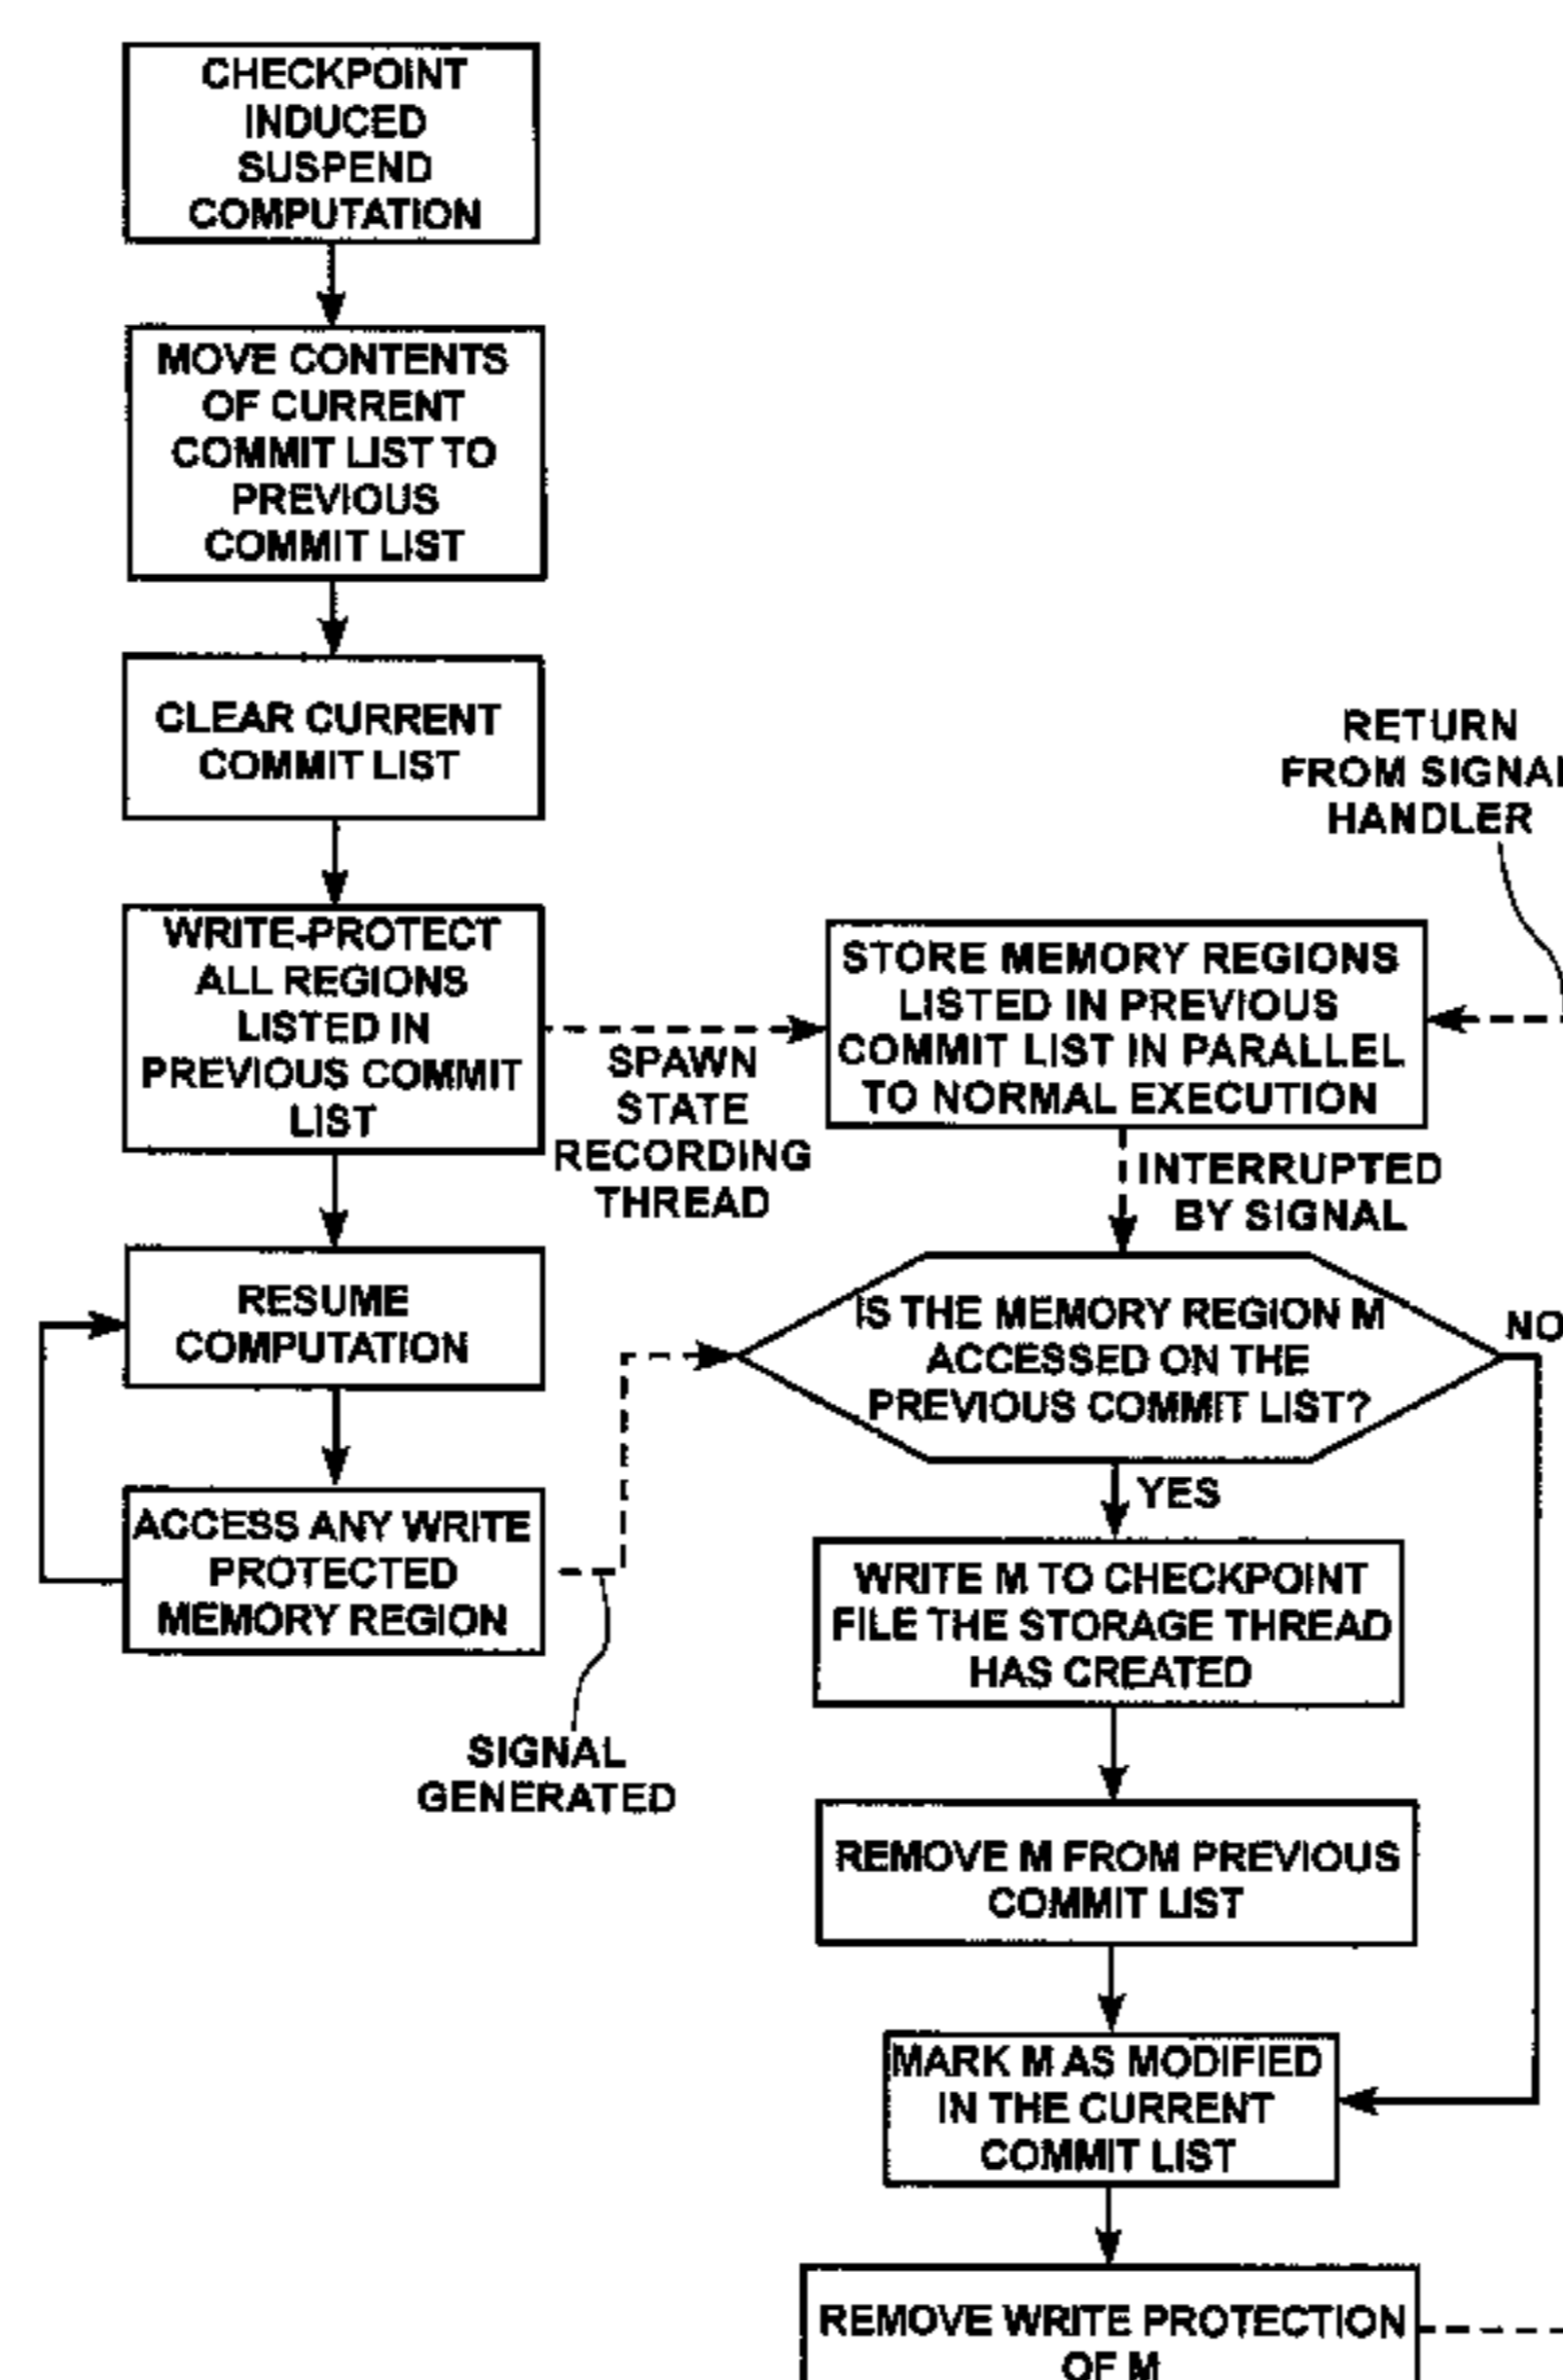 CHECKPOINT
INDUCED
SUSPEND
COMPUTATION
MOVE CONTENTS
OF CURRENT
COMMIT LIST TO
PREVIOUS
COMMIT LIST
CLEAR CURRENT
COMMIT LIST
WRITE-PROTECT
ALL REGIONS
LISTED IN
PREVIOUS COMMIT
LIST
SPAWN
STATE
RECORDING
THREAD
RESUME
COMPUTATION
ACCESS ANY WRITE
PROTECTED
MEMORY REGION
SIGNAL
GENERATED
RETURN
FROM SIGNAL
HANDLER
STORE MEMORY REGIONS
LISTED IN PREVIOUS
COMMIT LIST IN PARALLEL
TO NORMAL EXECUTION
INTERRUPTED
BY SIGNAL
IS THE MEMORY REGION M
ACCESSED ON THE
PREVIOUS COMMIT LIST?
NO
YES
WRITE M TO CHECKPOINT
FILE THE STORAGE THREAD
HAS CREATED
REMOVE M FROM PREVIOUS
COMMIT LIST
MARK M AS MODIFIED
IN THE CURRENT
COMMIT LIST
REMOVE WRITE PROTECTION
OF M